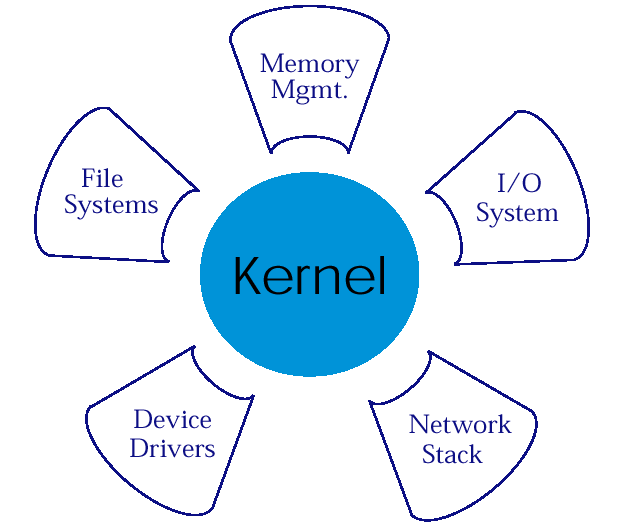 Memory
Mgmt.
File
Systems
I/O
System
Kernel
Device
Drivers
Network
Stack